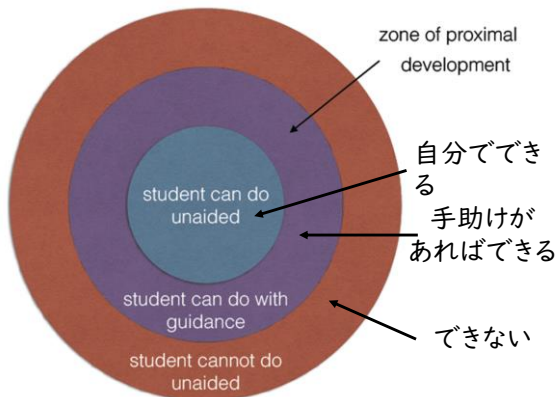 zone of proximal
development
自分ででき
る
student can do
unaided
手助けが
あればできる
student can do with
guidance
できない
student cannot do
unaided